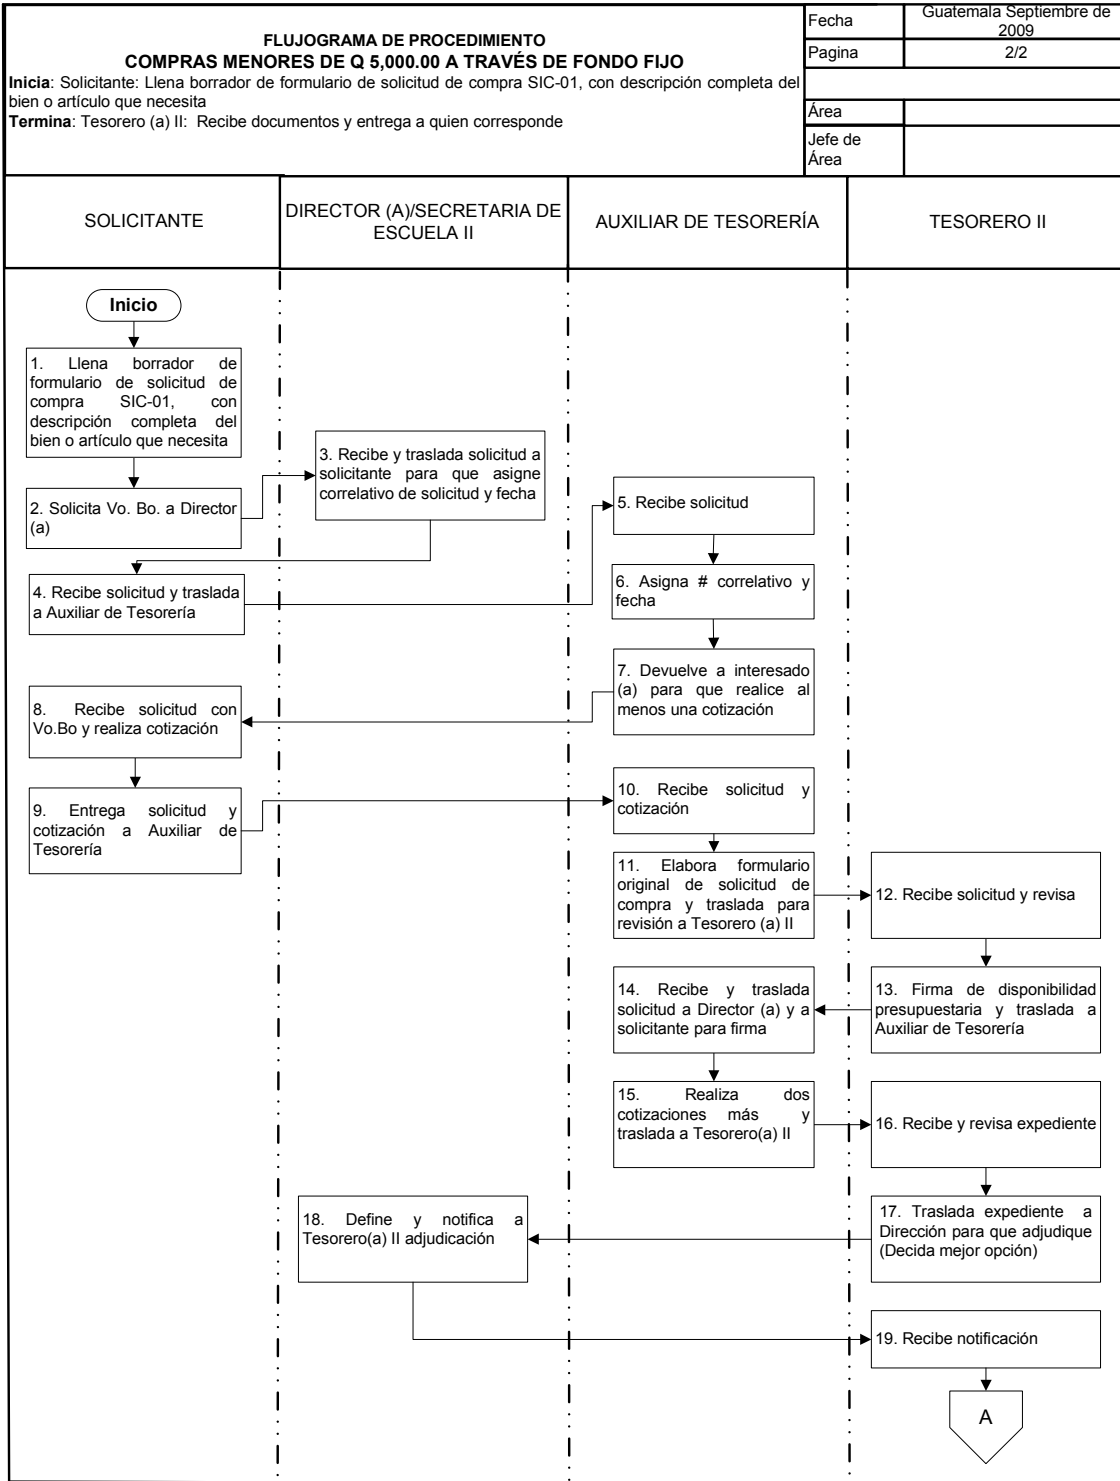 FLUJOGRAMA DE PROCEDIMIENTO
COMPRAS MENORES DE Q 5,000.00 A TRAVÉS DE FONDO FIJO
Inicia: Solicitante: Llena borrador de formulario de solicitud de compra SIC-01, con descripción completa del
bien o artículo que necesita
Termina: Tesorero (a) II: Recibe documentos y entrega a quien corresponde
Fecha
Guatemala Septiembre de
2009
Pagina
2/2
Área
Jefe de
Área
SOLICITANTE
DIRECTOR (A)/SECRETARIA DE
ESCUELA II
AUXILIAR DE TESORERÍA
TESORERO II
Inicio
1. Llena borrador de
formulario de solicitud de
compra SIC-01, con
descripción completa del
bien o artículo que necesita
2. Solicita Vo. Bo. a Director
(a)
3. Recibe y traslada solicitud a
solicitante para que asigne
correlativo de solicitud y fecha
4. Recibe solicitud y traslada
a Auxiliar de Tesorería
5. Recibe solicitud
6. Asigna # correlativo y
fecha
7. Devuelve a interesado
(a) para que realice al
menos una cotización
8. Recibe solicitud con
Vo.Bo y realiza cotización
9. Entrega solicitud y
cotización a Auxiliar de
Tesorería
10. Recibe solicitud y
cotización
11. Elabora formulario
original de solicitud de
compra y traslada para
revisión a Tesorero (a) II
12. Recibe solicitud y revisa
13. Firma de disponibilidad
presupuestaria y traslada a
Auxiliar de Tesorería
14. Recibe y traslada
solicitud a Director (a) y a
solicitante para firma
15. Realiza dos
cotizaciones más y
traslada a Tesorero(a) II
16. Recibe y revisa expediente
17. Traslada expediente a
Dirección para que adjudique
(Decida mejor opción)
18. Define y notifica a
Tesorero(a) II adjudicación
19. Recibe notificación
A